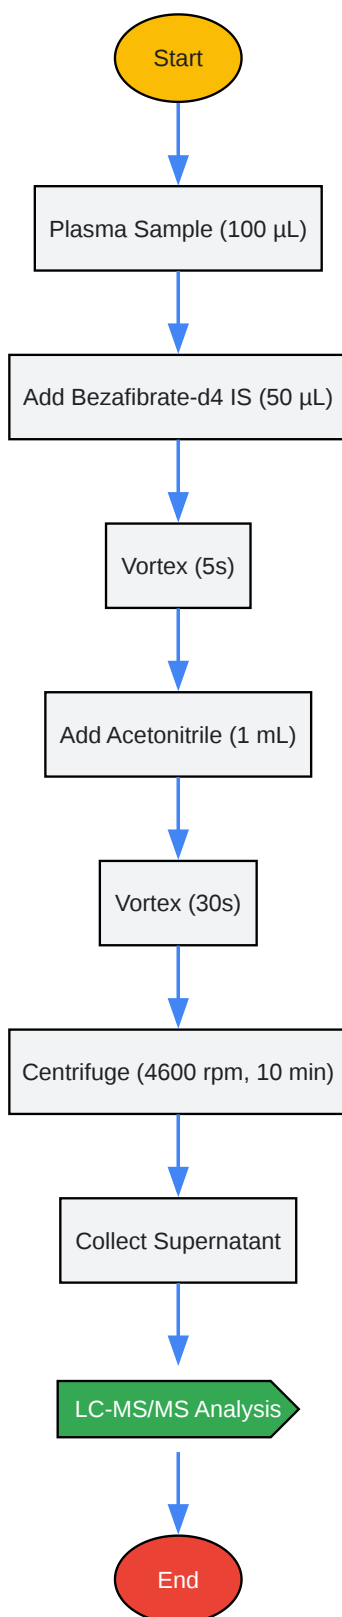 Start
Plasma Sample (100 µL)
Add Bezafibrate-d4 IS (50 µL)
Vortex (5s)
Add Acetonitrile (1 mL)
Vortex (30s)
Centrifuge (4600 rpm, 10 min)
Collect Supernatant
LC-MS/MS Analysis
End